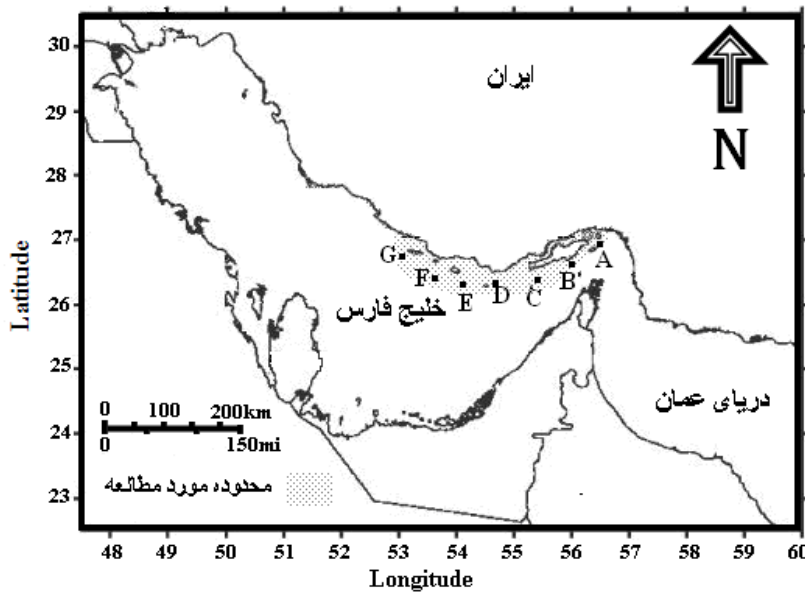 30
29
28
27
26
25
24
23
Latitude
ایران
N
A
B
C
D
E
F
G
خلیج فارس
دریای عمان
0 100 200km
0 150mi
محدوده مورد مطالعه
48 49 50 51 52 53 54 55 56 57 58 59 60
Longitude